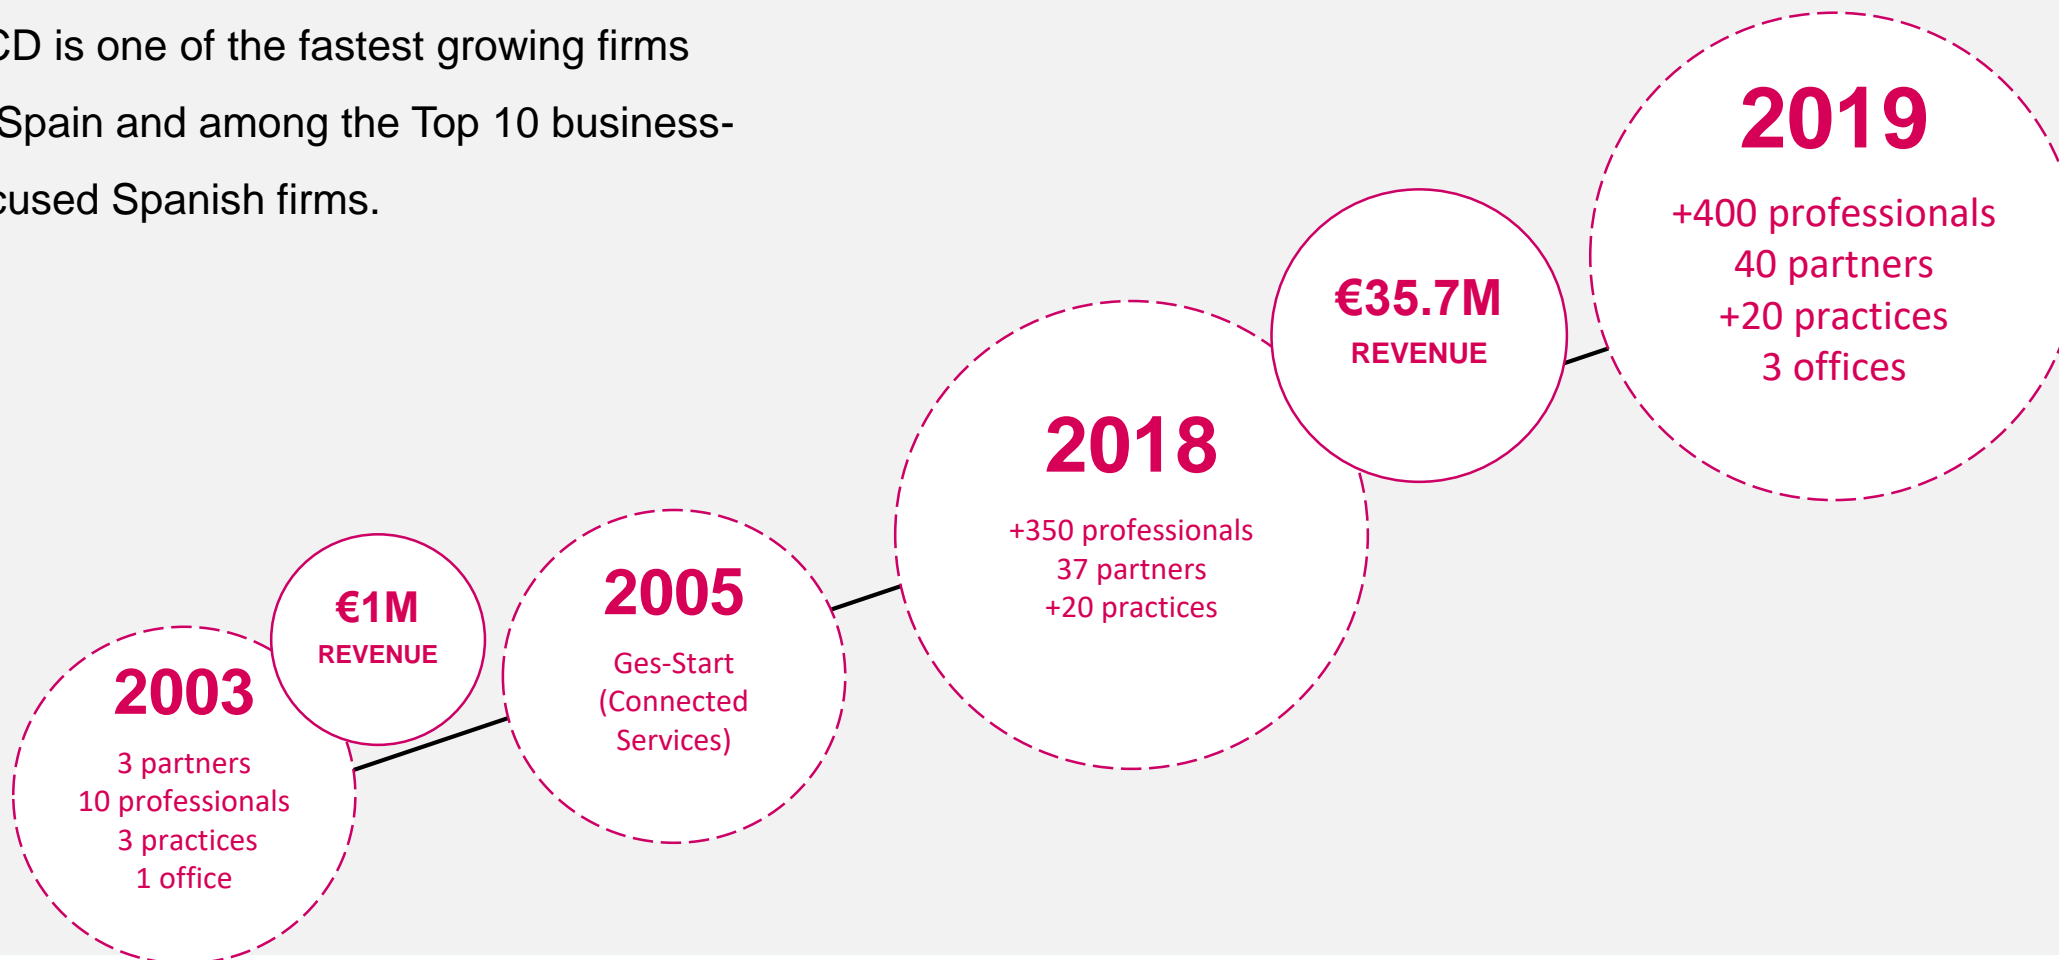 CD is one of the fastest growing firms
Spain and among the Top 10 business-
cused Spanish firms.
2003
3 partners
10 professionals
3 practices
1 office
€1M
REVENUE
2005
Ges-Start
(Connected
Services)
2018
+350 professionals
37 partners
+20 practices
€35.7M
REVENUE
2019
+400 professionals
40 partners
+20 practices
3 offices